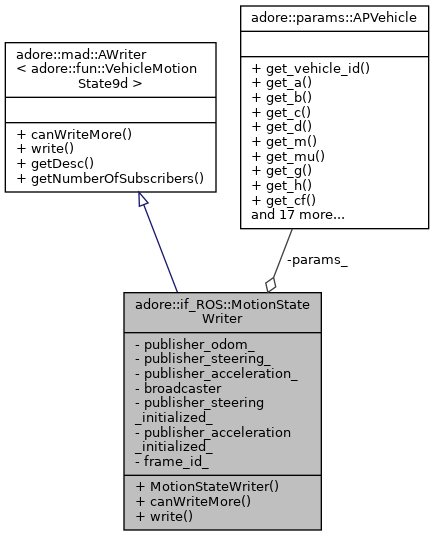 adore::params::APVehicle
+ get_vehicle_id()
+ get_a()
+ get_b()
+ get_c()
+ get_d()
+ get_m()
+ get_mu()
+ get_g()
+ get_h()
+ get_cf()
and 17 more...
adore::mad::AWriter
< adore::fun::VehicleMotion
State9d >
+ canWriteMore()
+ write()
+ getDesc()
+ getNumberOfSubscribers()
-params_
adore::if_ROS::MotionState
Writer
- publisher_odom_
- publisher_steering_
- publisher_acceleration_
- broadcaster
- publisher_steering
_initialized_
- publisher_acceleration
_initialized_
- frame_id_
+ MotionStateWriter()
+ canWriteMore()
+ write()